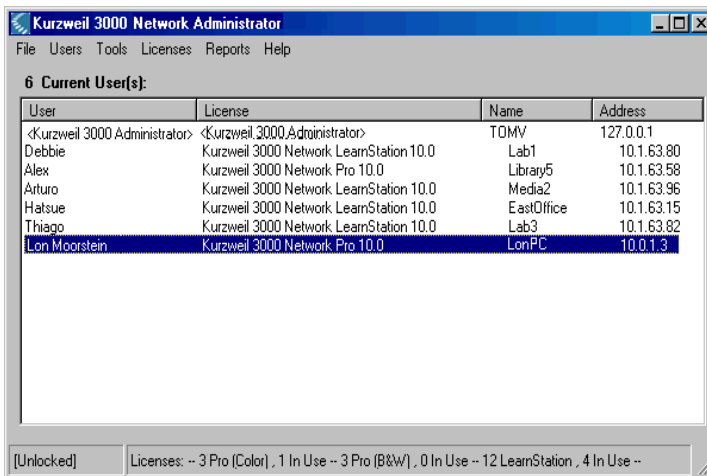 Kurzweil 3000 Network Administrator
File Users Tools Licenses Reports Help
6 Current User(s):
User License Name Address
<Kurzweil 3000 Administrator> <Kurzweil 3000 Administrator> TOMV 127.0.0.1
Debbie Kurzweil 3000 Network LearnStation 10.0 Lab1 10.1.63.80
Alex Kurzweil 3000 Network Pro 10.0 Library5 10.1.63.58
Arturo Kurzweil 3000 Network LearnStation 10.0 Media2 10.1.63.96
Hatsue Kurzweil 3000 Network LearnStation 10.0 EastOffice 10.1.63.15
Thiago Kurzweil 3000 Network LearnStation 10.0 Lab3 10.1.63.82
Lon Moorstein Kurzweil 3000 Network Pro 10.0 LonPC 10.0.1.3
[Unlocked] Licenses: -- 3 Pro (Color) , 1 In Use -- 3 Pro (B&W) , 0 In Use -- 12 LearnStation , 4 In Use --